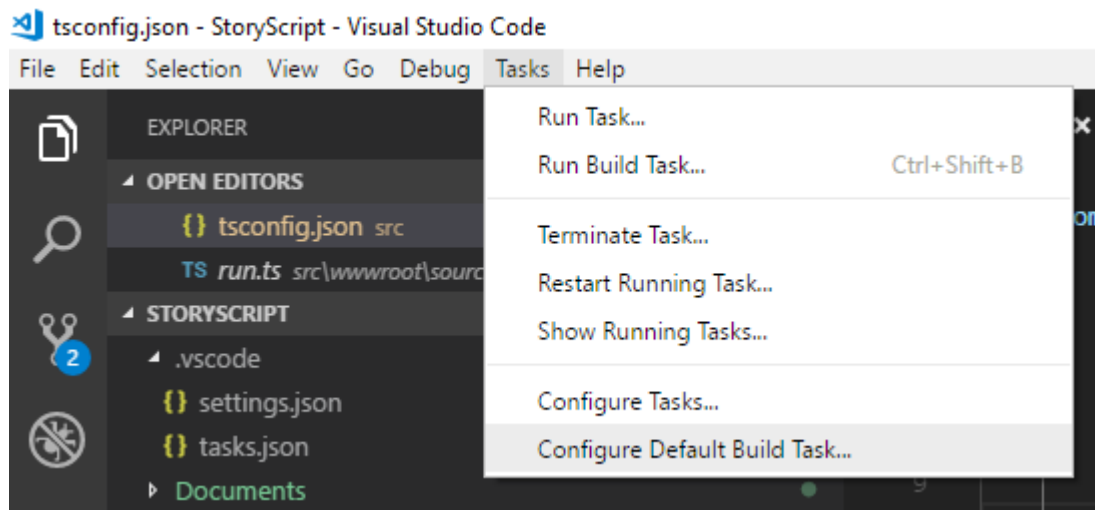 tsconfig.json - StoryScript - Visual Studio Code
File Edit Selection View Go Debug Tasks Help
EXPLORER
OPEN EDITORS
{} tsconfig.json src
TS run.ts src\wwwroot\sourc
STORYSCRIPT
.vscode
{} settings.json
{} tasks.json
Documents
Run Task...
Run Build Task... Ctrl+Shift+B
Terminate Task...
Restart Running Task...
Show Running Tasks...
Configure Tasks...
Configure Default Build Task...
2
9